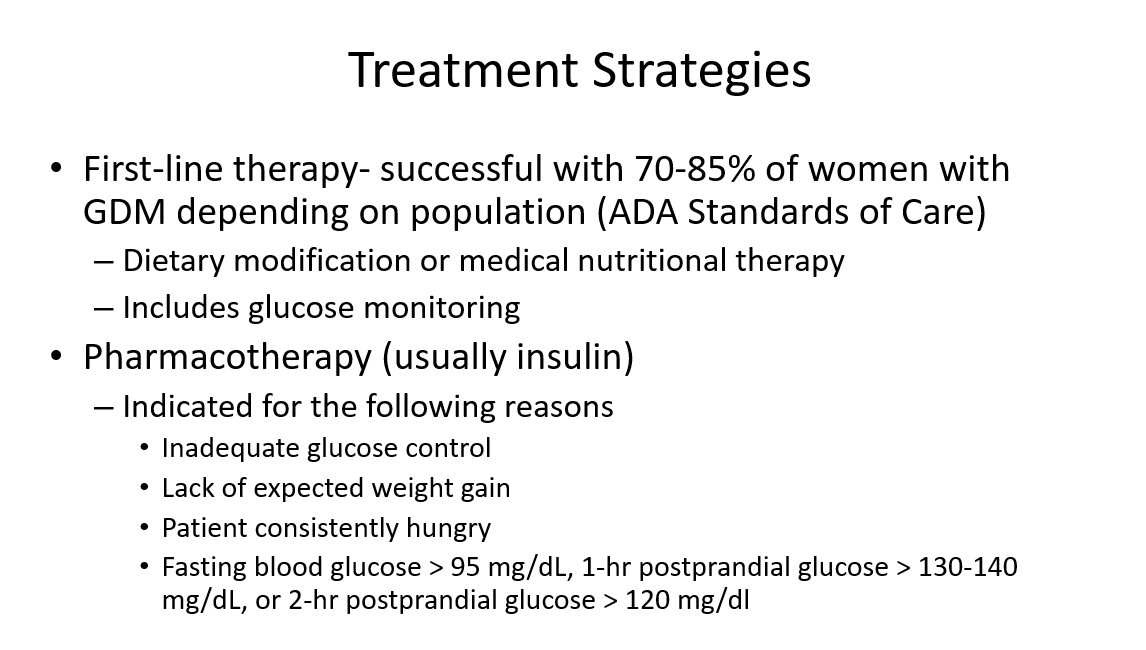 Treatment Strategies
• First-line therapy- successful with 70-85% of women with
GDM depending on population (ADA Standards of Care)
– Dietary modification or medical nutritional therapy
– Includes glucose monitoring
• Pharmacotherapy (usually insulin)
– Indicated for the following reasons
• Inadequate glucose control
• Lack of expected weight gain
• Patient consistently hungry
• Fasting blood glucose > 95 mg/dL, 1-hr postprandial glucose > 130-140
mg/dL, or 2-hr postprandial glucose > 120 mg/dl